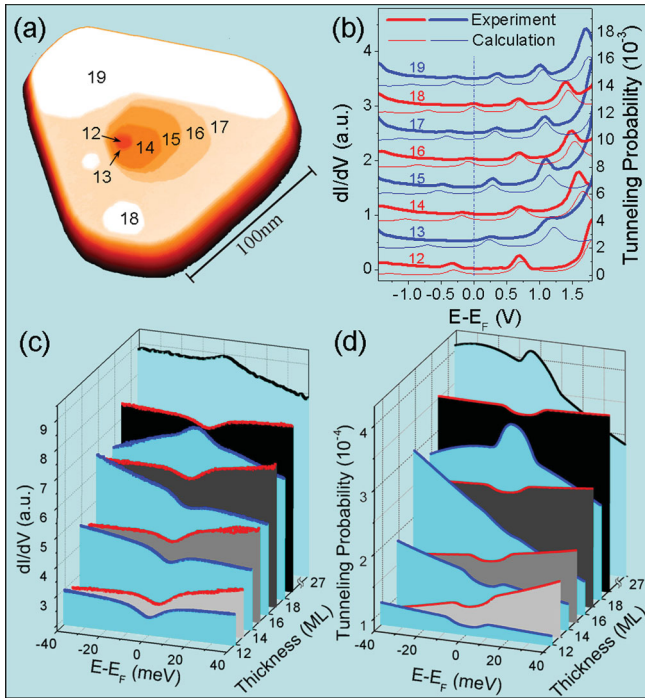 (a)
19
12
13
14
15
16
17
18
100nm
(b)
Experiment
Calculation
19
18
17
16
15
14
13
12
4
3
2
1
0
dI/dV (a.u.)
18
16
14
12
10
8
6
4
2
0
Tunneling Probability (10⁻³)
-1.0 -0.5 0.0 0.5 1.0 1.5
E-E_F (V)
(c)
9
8
7
6
5
4
3
dI/dV (a.u.)
-40 -20 0 20 40
E-E_F (meV)
12 14 16 18 27
Thickness (ML)
(d)
4
3
2
1
Tunneling Probability (10⁻⁴)
-40 -20 0 20 40
E-E_F (meV)
12 14 16 18 27
Thickness (ML)